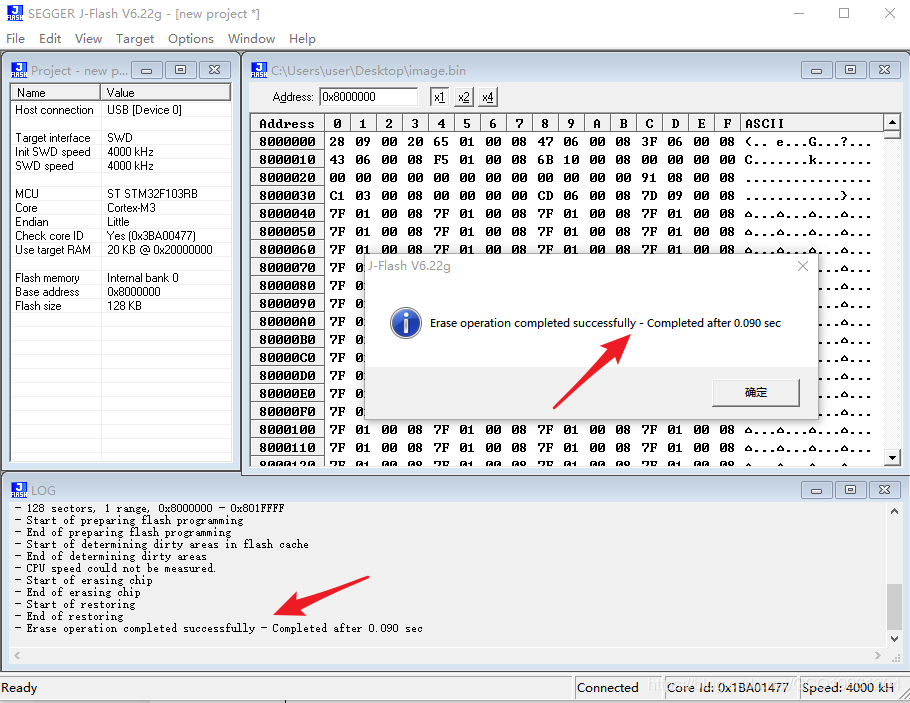 SEGGER J-Flash V6.22g - [new project *]
File Edit View Target Options Window Help
Project - new p...
Name Value
Host connection USB [Device 0]
Target interface SWD
Init SWD speed 4000 kHz
SWD speed 4000 kHz
MCU ST STM32F103RB
Core Cortex-M3
Endian Little
Check core ID Yes (0x3BA00477)
Use target RAM 20 KB @ 0x20000000
Flash memory Internal bank 0
Base address 0x8000000
Flash size 128 KB
C:\Users\user\Desktop\image.bin
Address: 0x8000000 x1 x2 x4
Address 0 1 2 3 4 5 6 7 8 9 A B C D E F ASCII
8000000 28 09 00 20 65 01 00 08 47 06 00 08 3F 06 00 08 (.. e...G...?...
8000010 43 06 00 08 F5 01 00 08 6B 10 00 08 00 00 00 00 C.......k.......
8000020 00 00 00 00 00 00 00 00 00 00 00 00 91 08 00 08 ................
8000030 C1 03 00 08 00 00 00 00 CD 06 00 08 7D 09 00 08 ............}...
8000040 7F 01 00 08 7F 01 00 08 7F 01 00 08 7F 01 00 08
8000050 7F 01 00 08 7F 01 00 08 7F 01 00 08 7F 01 00 08
8000060 7F 01 00 08 7F 01 00 08 7F 01 00 08 7F 01 00 08
8000070 7F
8000080 7F
8000090 7F
80000A0 7F
80000B0 7F
80000C0 7F
80000D0 7F
80000E0 7F
80000F0 7F
8000100 7F 01 00 08 7F 01 00 08 7F 01 00 08 7F 01 00 08
8000110 7F 01 00 08 7F 01 00 08 7F 01 00 08 7F 01 00 08
8000120 7F 01 00 08 7F 01 00 08 7F 01 00 08 7F 01 00 08
J-Flash V6.22g
Erase operation completed successfully - Completed after 0.090 sec
确定
LOG
- 128 sectors, 1 range, 0x8000000 - 0x801FFFF
- Start of preparing flash programming
- End of preparing flash programming
- Start of determining dirty areas in flash cache
- End of determining dirty areas
- CPU speed could not be measured.
- Start of erasing chip
- End of erasing chip
- Start of restoring
- End of restoring
- Erase operation completed successfully - Completed after 0.090 sec
Ready Connected Core Id: 0x1BA01477 Speed: 4000 kH